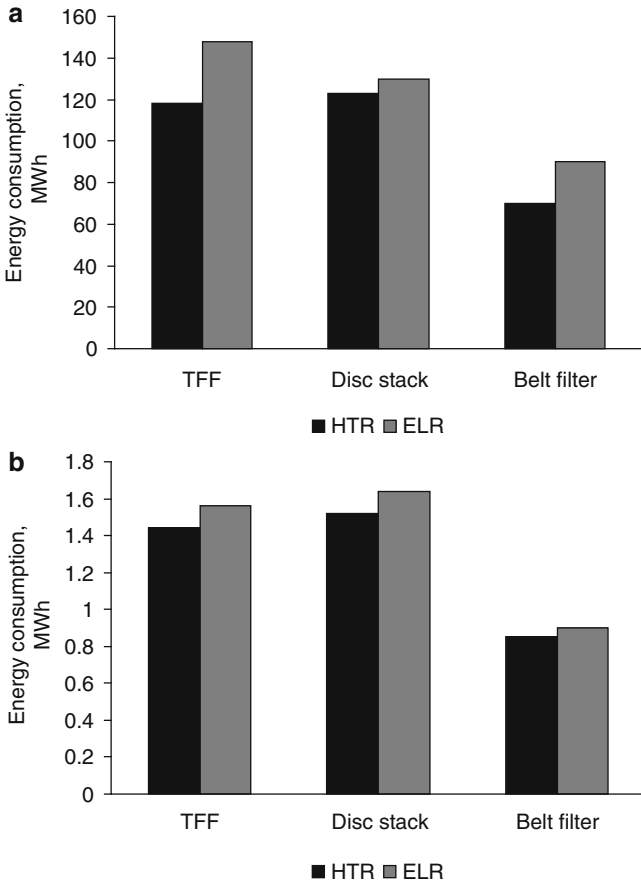 a
Energy consumption,
MWh
160
140
120
100
80
60
40
20
0
TFF
Disc stack
Belt filter
HTR
ELR
b
Energy consumption,
MWh
1.8
1.6
1.4
1.2
1
0.8
0.6
0.4
0.2
0
TFF
Disc stack
Belt filter
HTR
ELR